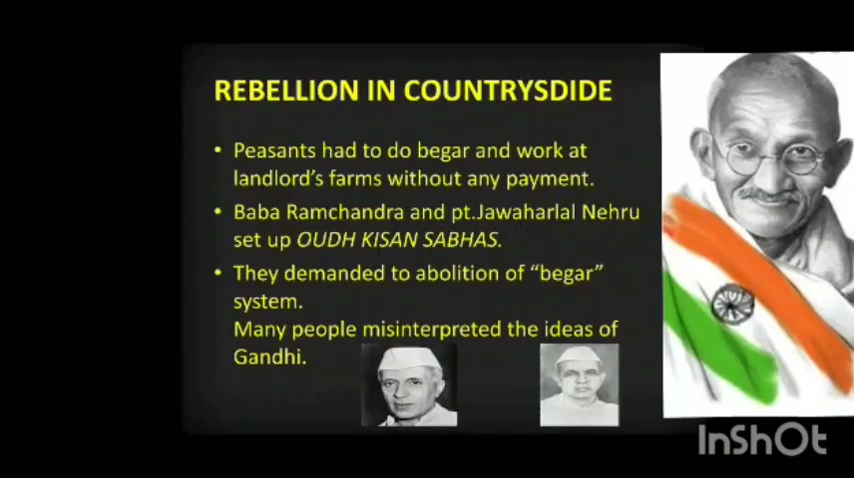 REBELLION IN COUNTRYSDIDE
• Peasants had to do begar and work at
landlord's farms without any payment.
• Baba Ramchandra and pt.Jawaharlal Nehru
set up OUDH KISAN SABHAS.
• They demanded to abolition of “begar”
system.
Many people misinterpreted the ideas of
Gandhi.
InShOt